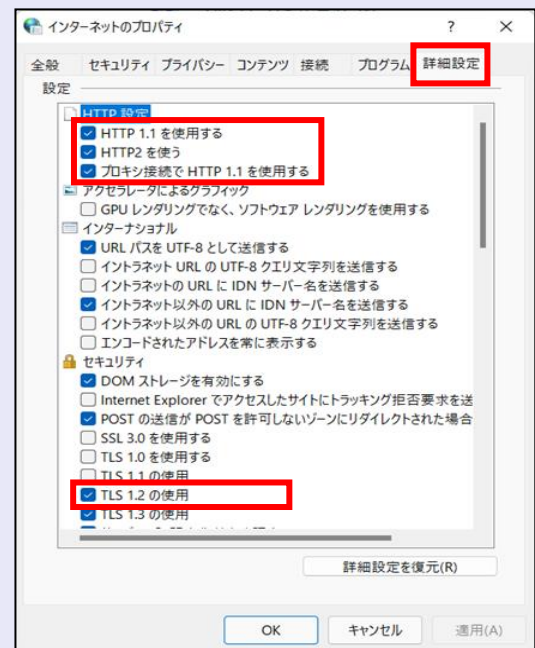 インターネットのプロパティ
?
×
全般 セキュリティ プライバシー コンテンツ 接続 プログラム 詳細設定
設定
HTTP 設定
HTTP 1.1 を使用する
HTTP2 を使う
プロキシ接続で HTTP 1.1 を使用する
アクセラレータによるグラフィック
GPU レンダリングでなく、ソフトウェア レンダリングを使用する
インターナショナル
URL パスを UTF-8 として送信する
イントラネット URL の UTF-8 クエリ文字列を送信する
イントラネットの URL に IDN サーバー名を送信する
イントラネット以外の URL に IDN サーバー名を送信する
イントラネット以外の URL の UTF-8 クエリ文字列を送信する
エンコードされたアドレスを常に表示する
セキュリティ
DOM ストレージを有効にする
Internet Explorer でアクセスしたサイトにトラッキング拒否要求を送
POST の送信が POST を許可しないゾーンにリダイレクトされた場合
SSL 3.0 を使用する
TLS 1.0 を使用する
TLS 1.1 の使用
TLS 1.2 の使用
TLS 1.3 の使用
詳細設定を復元(R)
OK キャンセル 適用(A)